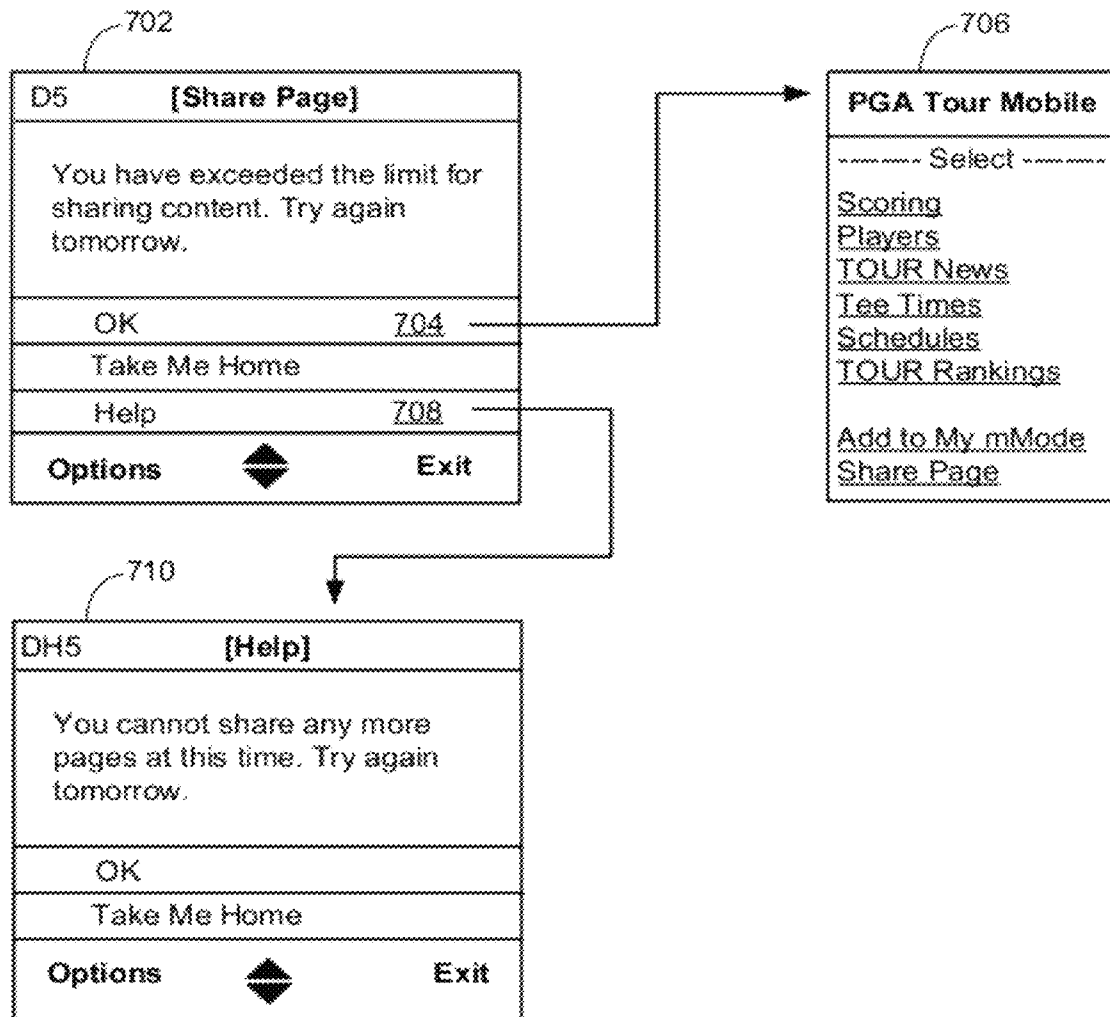 702
D5 [Share Page]
You have exceeded the limit for
sharing content. Try again
tomorrow.
OK 704
Take Me Home
Help 708
Options Exit
706
PGA Tour Mobile
------- Select -------
Scoring
Players
TOUR News
Tee Times
Schedules
TOUR Rankings
Add to My mMode
Share Page
710
DH5 [Help]
You cannot share any more
pages at this time. Try again
tomorrow.
OK
Take Me Home
Options Exit